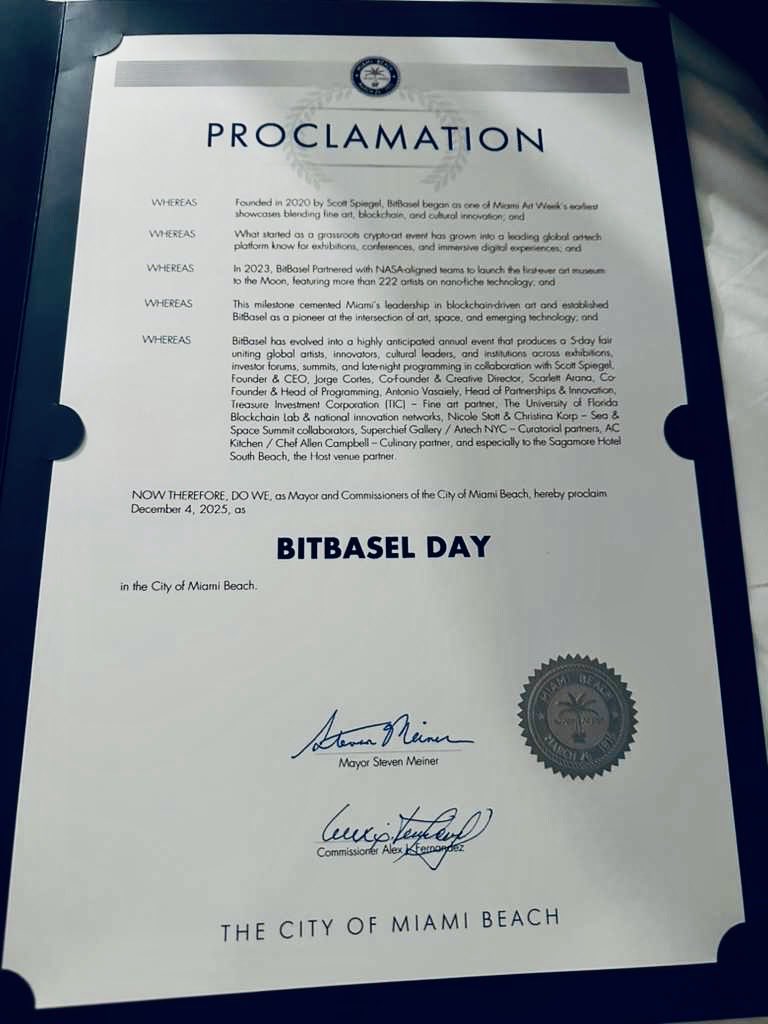 MIAMI BEACH
PROCLAMATION
WHEREAS Founded in 2020 by Scott Spiegel, BitBasel began as one of Miami Art Week's earliest
showcases blending fine art, blockchain, and cultural innovation; and
WHEREAS What started as a grassroots crypto-art event has grown into a leading global art-tech
platform know for exhibitions, conferences, and immersive digital experiences; and
WHEREAS In 2023, BitBasel Partnered with NASA-aligned teams to launch the first-ever art museum
to the Moon, featuring more than 222 artists on nano-fiche technology; and
WHEREAS This milestone cemented Miami's leadership in blockchain-driven art and established
BitBasel as a pioneer at the intersection of art, space, and emerging technology; and
WHEREAS BitBasel has evolved into a highly anticipated annual event that produces a 5-day fair
uniting global artists, innovators, cultural leaders, and institutions across exhibitions,
investor forums, summits, and late-night programming in collaboration with Scott Spiegel,
Founder & CEO, Jorge Cortes, Co-Founder & Creative Director, Scarlett Arana, Co-
Founder & Head of Programming, Antonio Vasaiely, Head of Partnerships & Innovation,
Treasure Investment Corporation (TIC) – Fine art partner, The University of Florida
Blockchain Lab & national innovation networks, Nicole Stott & Christina Korp – Sea &
Space Summit collaborators, Superchief Gallery / Artech NYC – Curatorial partners, AC
Kitchen / Chef Allen Campbell – Culinary partner, and especially to the Sagamore Hotel
South Beach, the Host venue partner.
NOW THEREFORE, DO WE, as Mayor and Commissioners of the City of Miami Beach, hereby proclaim
December 4, 2025, as
BITBASEL DAY
in the City of Miami Beach.
MIAMI BEACH
Steven Meiner
Mayor Steven Meiner
Commissioner Alex J. Fernandez
THE CITY OF MIAMI BEACH